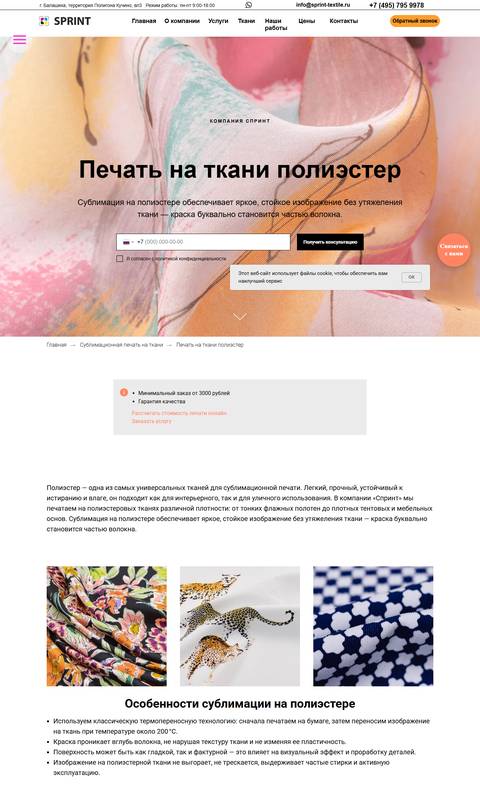 г. Балашиха, территория Полигона Кучино, вл3 Режим работы: пн-пт 9:00-18:00 info@sprint-textile.ru +7 (495) 795 9978
SPRINT
Главная О компании Услуги Ткани Наши работы Цены Контакты Обратный звонок
КОМПАНИЯ СПРИНТ
Печать на ткани полиэстер
Сублимация на полиэстере обеспечивает яркое, стойкое изображение без утяжеления
ткани — краска буквально становится частью волокна.
+7 (000) 000-00-00 Получить консультацию
Я согласен с политикой конфиденциальности
Связаться
с нами
Этот веб-сайт использует файлы cookie, чтобы обеспечить вам
наилучший сервис
OK
Главная → Сублимационная печать на ткани → Печать на ткани полиэстер
Минимальный заказ от 3000 рублей
Гарантия качества
Рассчитать стоимость печати онлайн
Заказать услугу
Полиэстер — одна из самых универсальных тканей для сублимационной печати. Легкий, прочный, устойчивый к
истиранию и влаге, он подходит как для интерьерного, так и для уличного использования. В компании «Спринт» мы
печатаем на полиэстеровых тканях различной плотности: от тонких флажных полотен до плотных тентовых и мебельных
основ. Сублимация на полиэстере обеспечивает яркое, стойкое изображение без утяжеления ткани — краска буквально
становится частью волокна.
Особенности сублимации на полиэстере
Используем классическую термопереносную технологию: сначала печатаем на бумаге, затем переносим изображение
на ткань при температуре около 200°C.
Краска проникает вглубь волокна, не нарушая текстуру ткани и не изменяя ее пластичность.
Поверхность может быть как гладкой, так и фактурной — это влияет на визуальный эффект и проработку деталей.
Изображение на полиэстерной ткани не выгорает, не трескается, выдерживает частые стирки и активную
эксплуатацию.